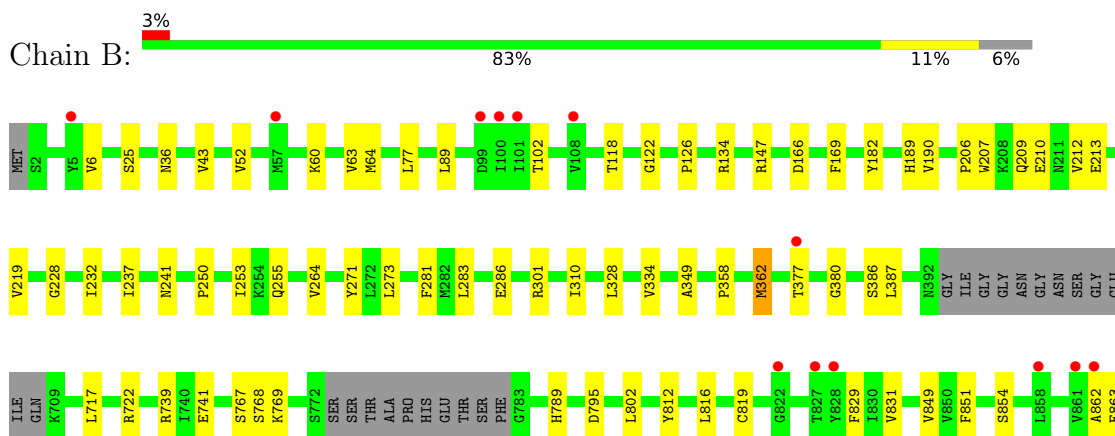 3%
Chain B:
83% 11% 6%
MET S2 Y5 V6 S25 N36 V43 V52 M57 K60 V63 M64 L77 L89 D99 I100 I101 T102 V108 T118 G122 P126 R134 R147 D166 F169 Y182 H189 V190 P206 W207 K208 Q209 E210 N211 V212 E213
V219 G228 I232 I237 N241 P250 I253 K254 Q255 V264 Y271 L272 L273 F281 M282 L283 E286 R301 I310 L328 V334 A349 P358 M362 T377 G380 S386 L387 N392 GLY ILE GLY GLY ASN GLY ASN SER GLY GLU
ILE GLN K709 L717 R722 R739 I740 E741 S767 S768 K769 S772 SER SER THR ALA PRO HIS GLU THR SER PHE G783 H789 D795 L802 Y812 L816 C819 G822 T827 Y828 F829 I830 V831 V849 V850 F851 S854 L858 V861 A862